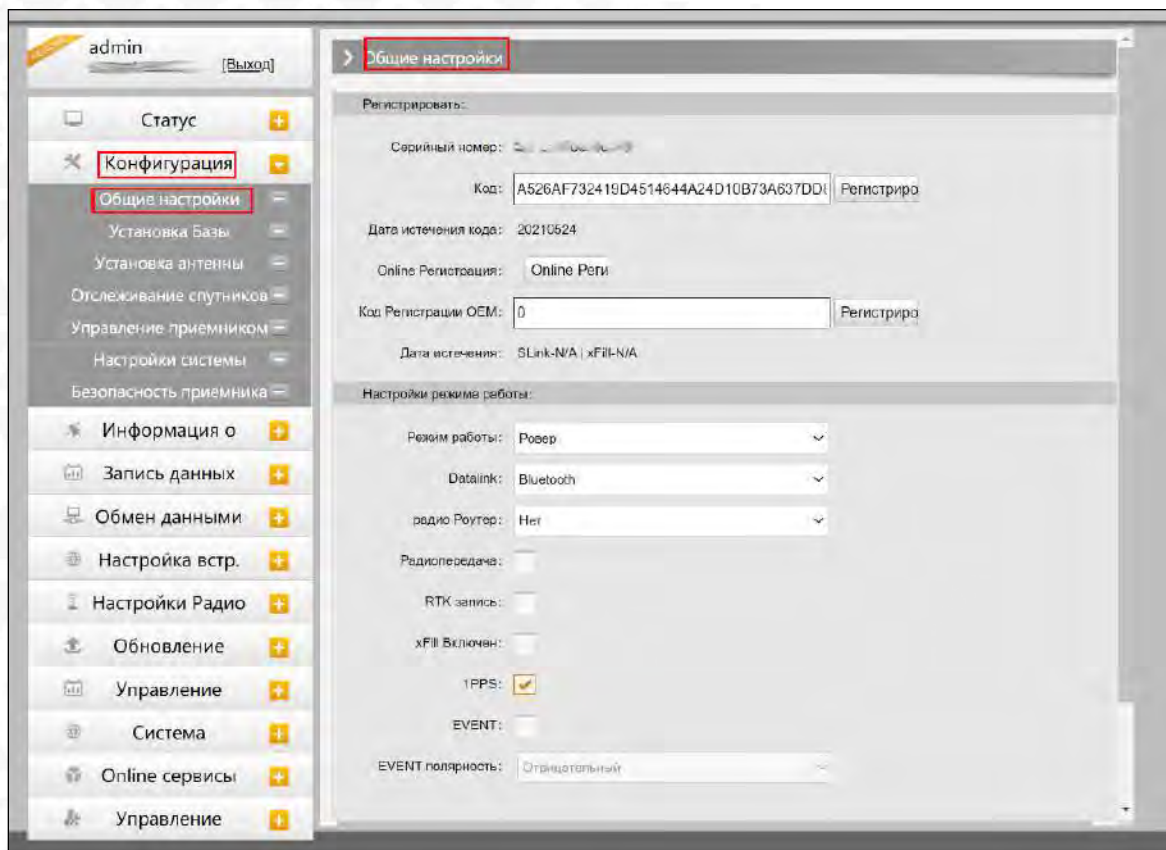 admin
[Выход]
Статус
Конфигурация
Общие настройки
Установка Базы
Установка антенны
Отслеживание спутников
Управление приемником
Настройки системы
Безопасность приемника
Информация о
Запись данных
Обмен данными
Настройка встр.
Настройки Радио
Обновление
Управление
Система
Online сервисы
Управление
Общие настройки
Регистрировать:
Серийный номер:
Код: A526AF732419D4514644A24D10B73A637DD Регистриро
Дата истечения кода: 20210524
Online Регистрация: Online Реги
Код Регистрации OEM: 0 Регистриро
Дата истечения: SLink-N/A | xFill-N/A
Настройки режима работы:
Режим работы: Ровер
Datalink: Bluetooth
радио Роутер: Нет
Радиопередача:
RTK запись:
xFill Включен:
1PPS:
EVENT:
EVENT полярность: Отрицательный